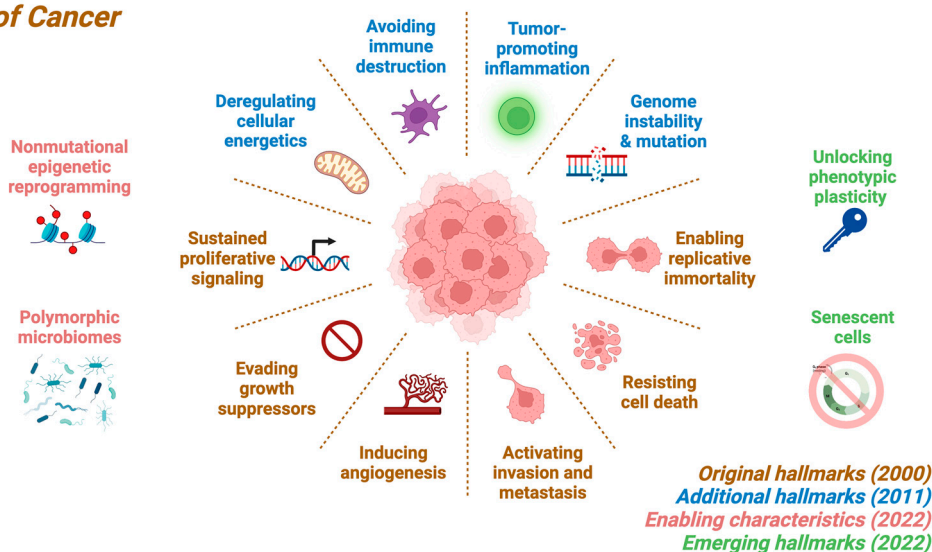 of Cancer
Avoiding
immune
destruction
Tumor-
promoting
inflammation
Deregulating
cellular
energetics
Genome
instability
& mutation
Nonmutational
epigenetic
reprogramming
Unlocking
phenotypic
plasticity
Sustained
proliferative
signaling
Enabling
replicative
immortality
Polymorphic
microbiomes
Senescent
cells
Evading
growth
suppressors
Resisting
cell death
Inducing
angiogenesis
Activating
invasion and
metastasis
Original hallmarks (2000)
Additional hallmarks (2011)
Enabling characteristics (2022)
Emerging hallmarks (2022)